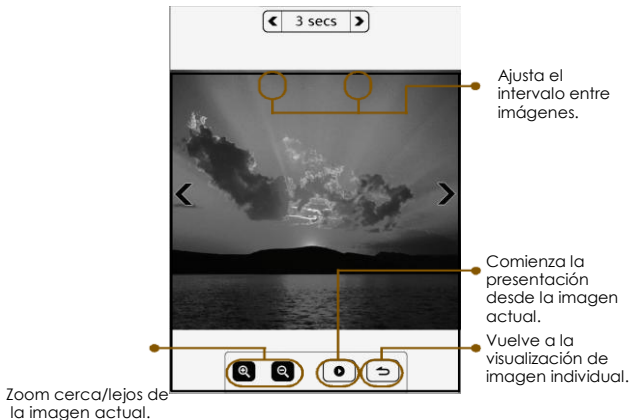 3 secs
Ajusta el
intervalo entre
imágenes.
Comienza la
presentación
desde la imagen
actual.
Vuelve a la
visualización de
imagen individual.
Zoom cerca/lejos de
la imagen actual.